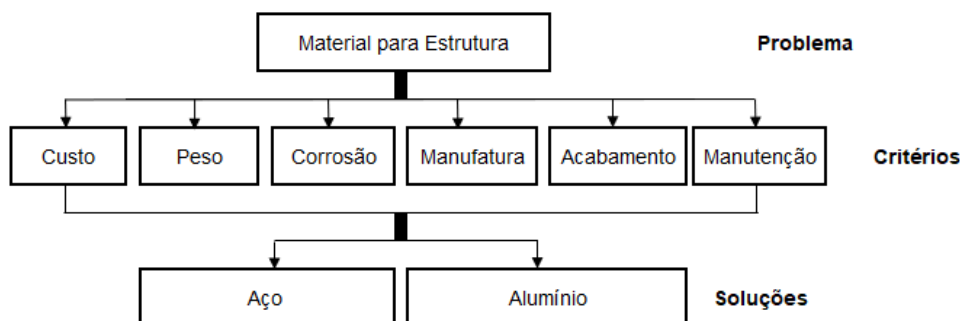 Material para Estrutura
Problema
Custo
Peso
Corrosão
Manufatura
Acabamento
Manutenção
Critérios
Aço
Alumínio
Soluções